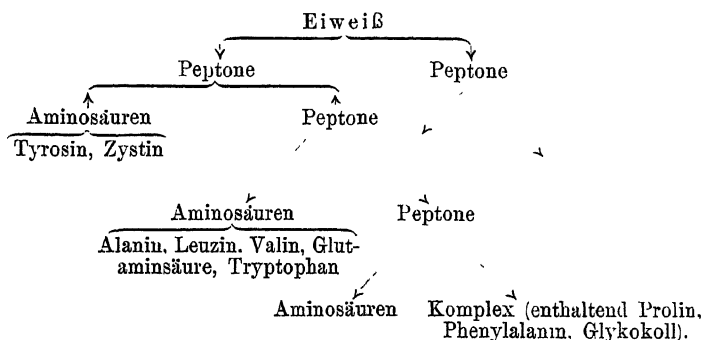 Eiweiß
Peptone Peptone
Aminosäuren Peptone
Tyrosin, Zystin
Aminosäuren Peptone
Alanin, Leuzin. Valin, Glut-
aminsäure, Tryptophan
Aminosäuren Komplex (enthaltend Prolin,
Phenylalanin, Glykokoll).